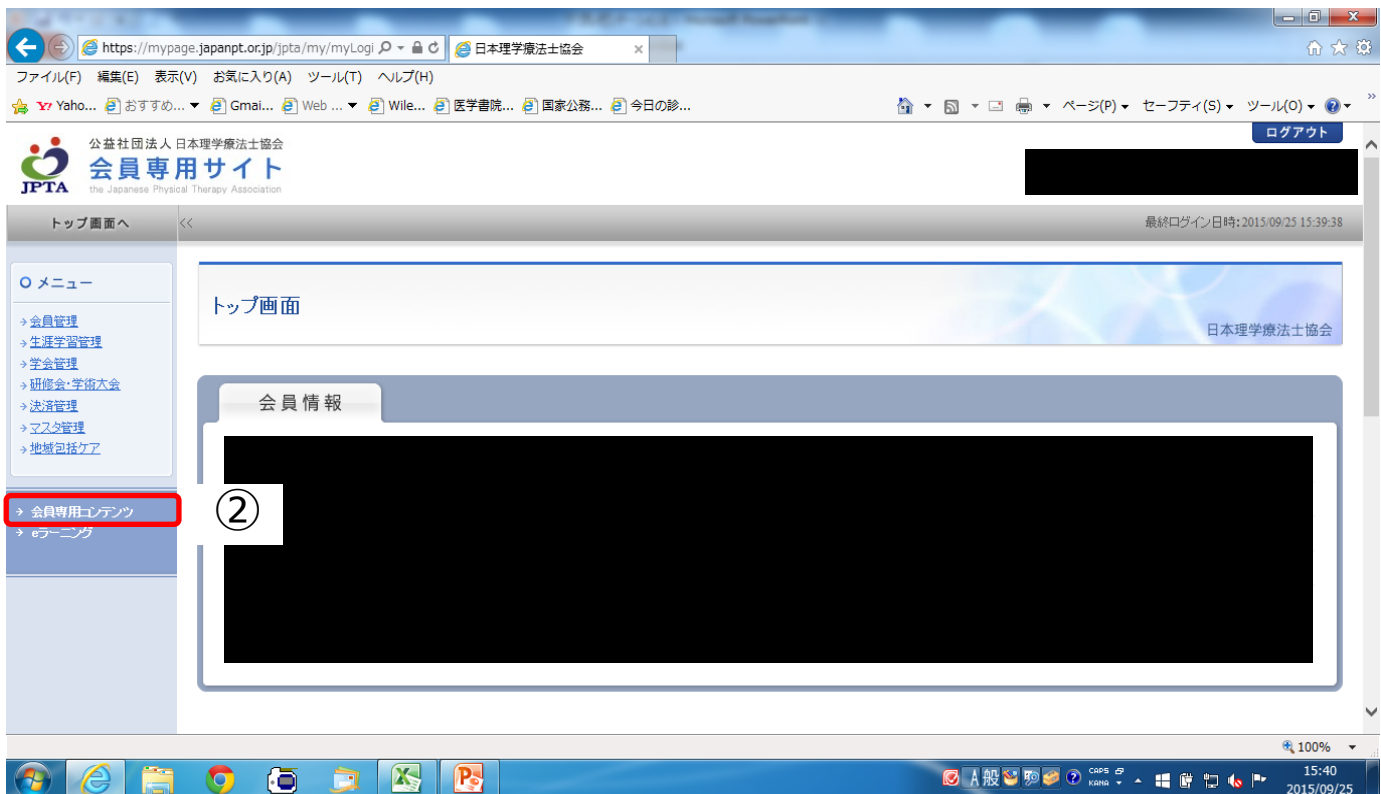 https://mypage.japanpt.or.jp/jpta/my/myLogi
日本理学療法士協会
ファイル(F) 編集(E) 表示(V) お気に入り(A) ツール(T) ヘルプ(H)
Yaho... おすすめ... Gmai... Web ... Wile... 医学書院... 国家公務... 今日の診... ページ(P) セーフティ(S) ツール(O)
ログアウト
公益社団法人 日本理学療法士協会
会員専用サイト
JPTA the Japanese Physical Therapy Association
トップ画面へ << 最終ログイン日時:2015/09/25 15:39:38
メニュー
会員管理
生涯学習管理
学会管理
研修会・学術大会
決済管理
マスタ管理
地域包括ケア
会員専用コンテンツ
eラーニング
トップ画面
日本理学療法士協会
会員情報
②
100%
A 般 CAPS KANA
15:40
2015/09/25